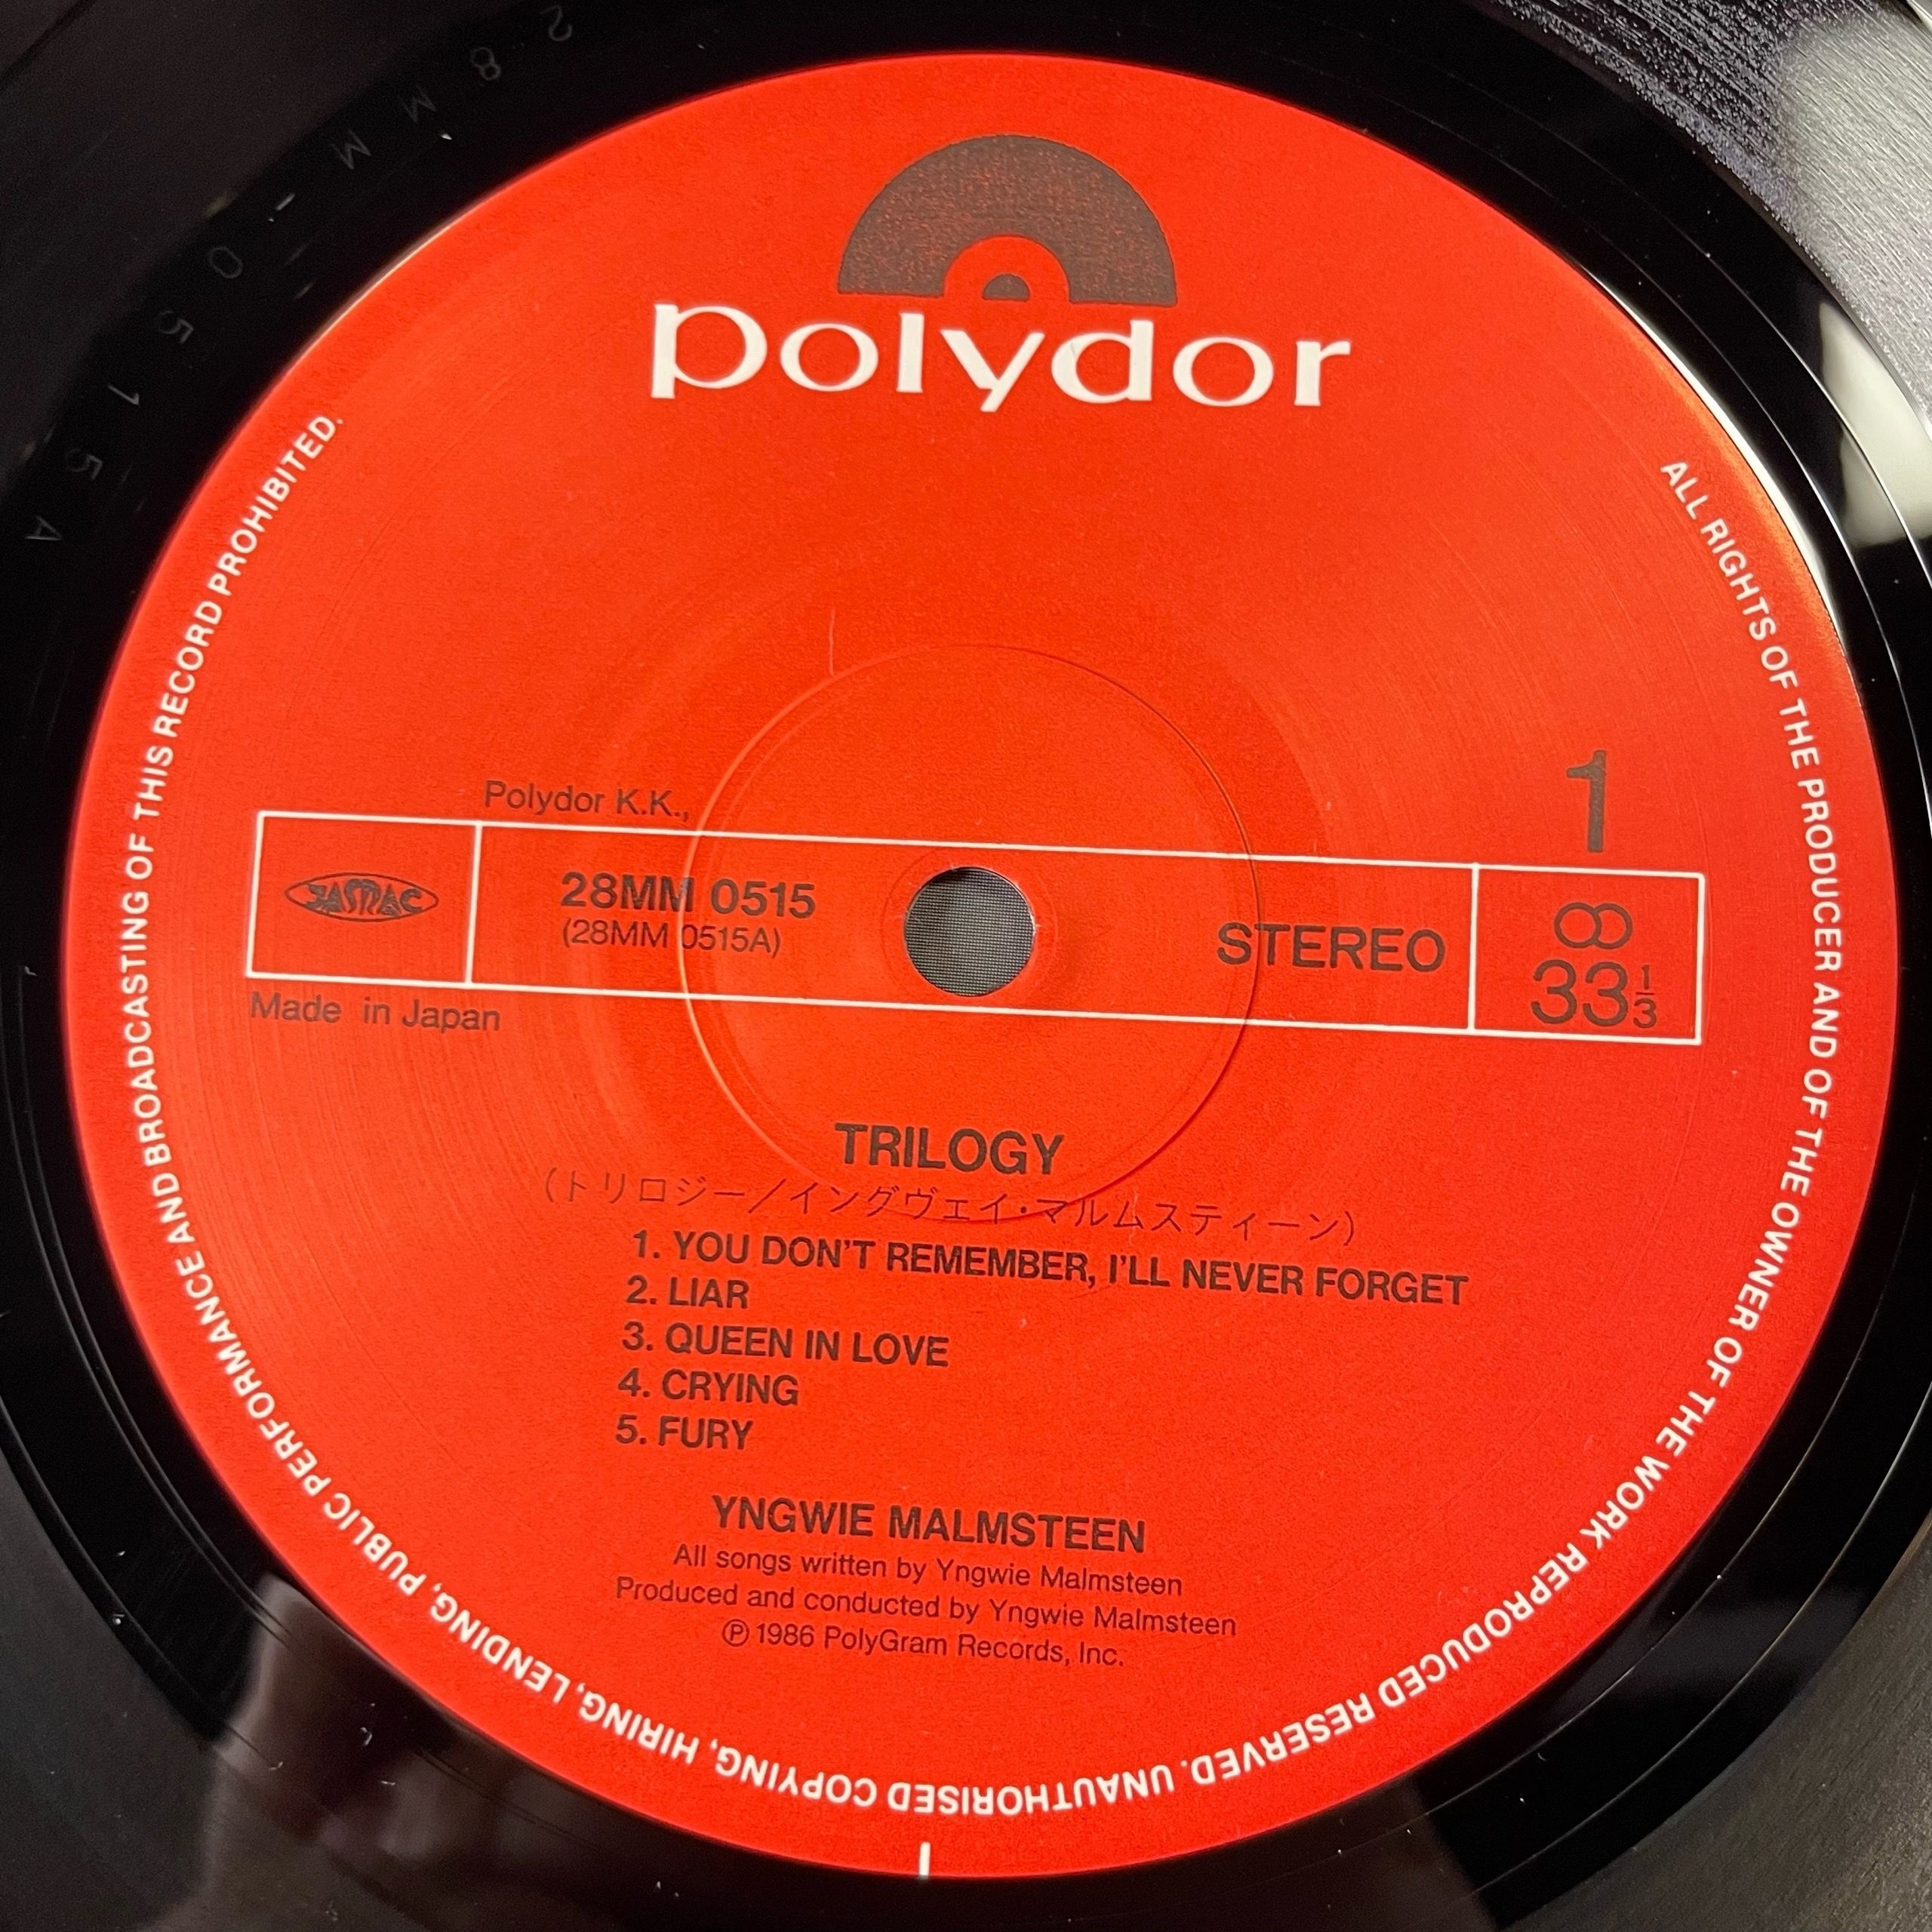 polydor
1
Polydor K.K.,
JASRAC
28MM 0515
(28MM 0515A)
STEREO
33 1/3
Made in Japan
TRILOGY
(トリロジー/イングヴェイ・マルムスティーン)
1. YOU DON'T REMEMBER, I'LL NEVER FORGET
2. LIAR
3. QUEEN IN LOVE
4. CRYING
5. FURY
YNGWIE MALMSTEEN
All songs written by Yngwie Malmsteen
Produced and conducted by Yngwie Malmsteen
℗ 1986 PolyGram Records, Inc.
ALL RIGHTS OF THE PRODUCER AND OF THE OWNER OF THE WORK REPRODUCED RESERVED. UNAUTHORISED COPYING, HIRING, LENDING, PUBLIC PERFORMANCE AND BROADCASTING OF THIS RECORD PROHIBITED.
28MM-0515A